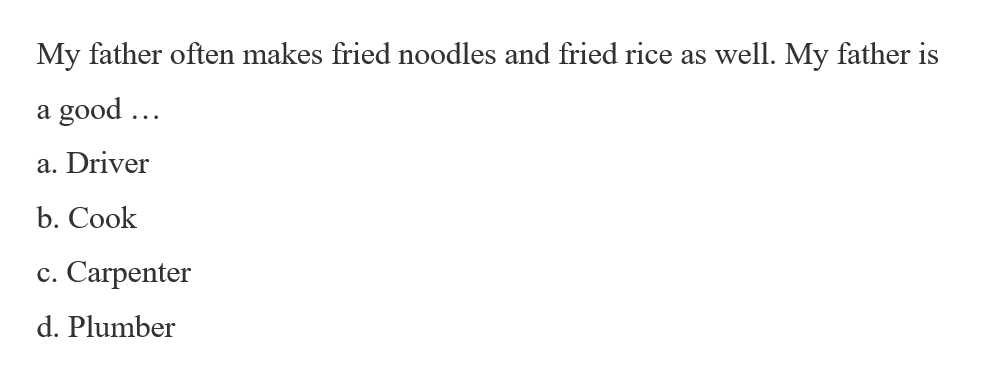 My father often makes fried noodles and fried rice as well. My father is
a good …
a. Driver
b. Cook
c. Carpenter
d. Plumber